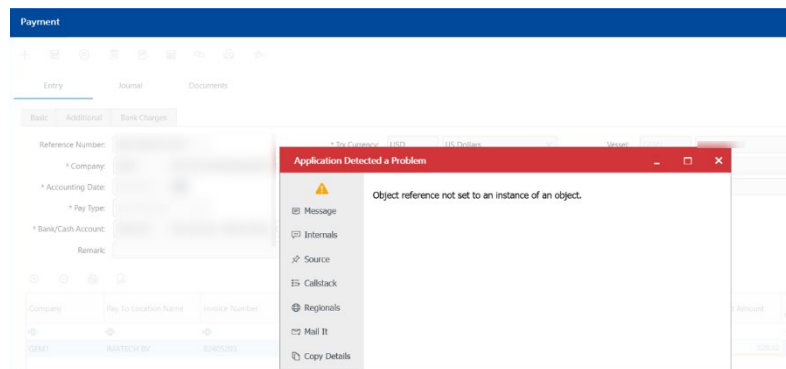 Payment
Entry Journal Documents
Basic Additional Bank Charges
Reference Number: * Trx Currency: USD US Dollars Vessel:
* Company:
* Accounting Date:
* Pay Type:
* Bank/Cash Account:
Remark:
Application Detected a Problem
Object reference not set to an instance of an object.
Message
Internals
Source
Callstack
Regionals
Mail It
Copy Details
Company Pay To Location Name Invoice Number Amount